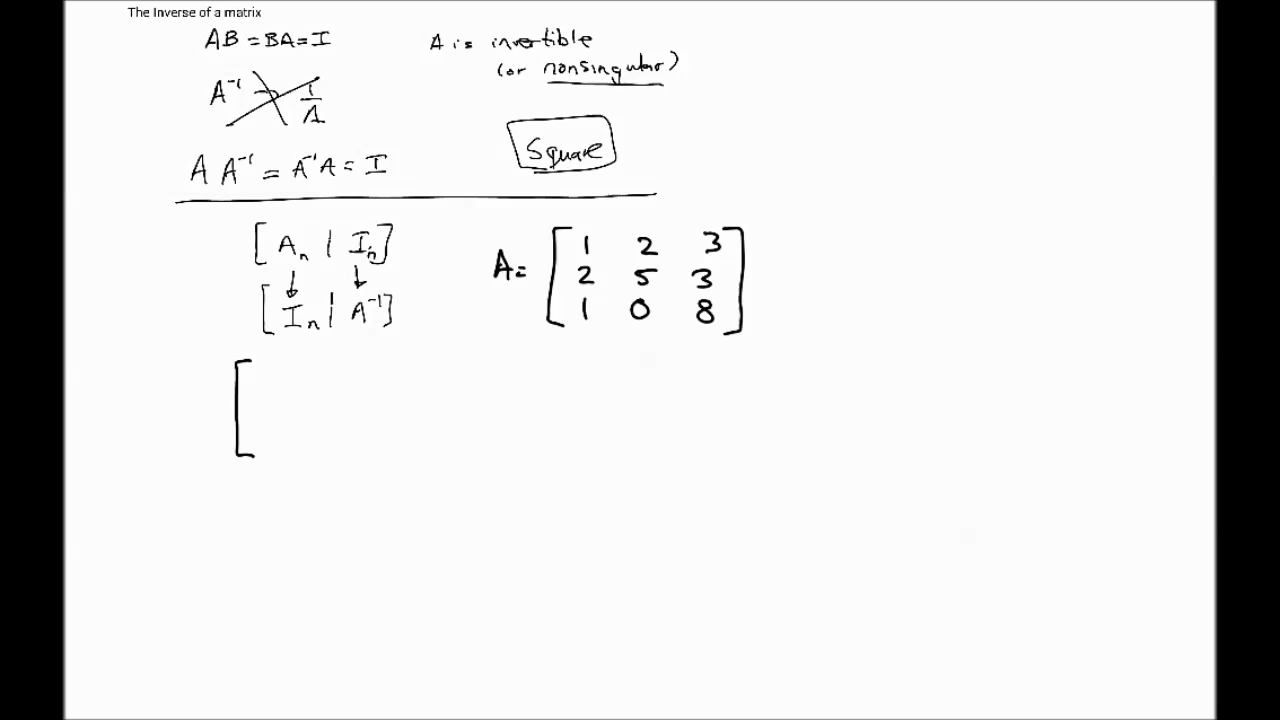 The Inverse of a matrix
AB = BA = I
A is invertible
(or nonsingular)
A⁻¹ = 1/A
Square
A A⁻¹ = A⁻¹A = I
[ Aₙ | Iₙ ]
↓ ↓
[ Iₙ | A⁻¹ ]
A = [ 1 2 3
2 5 3
1 0 8 ]
[